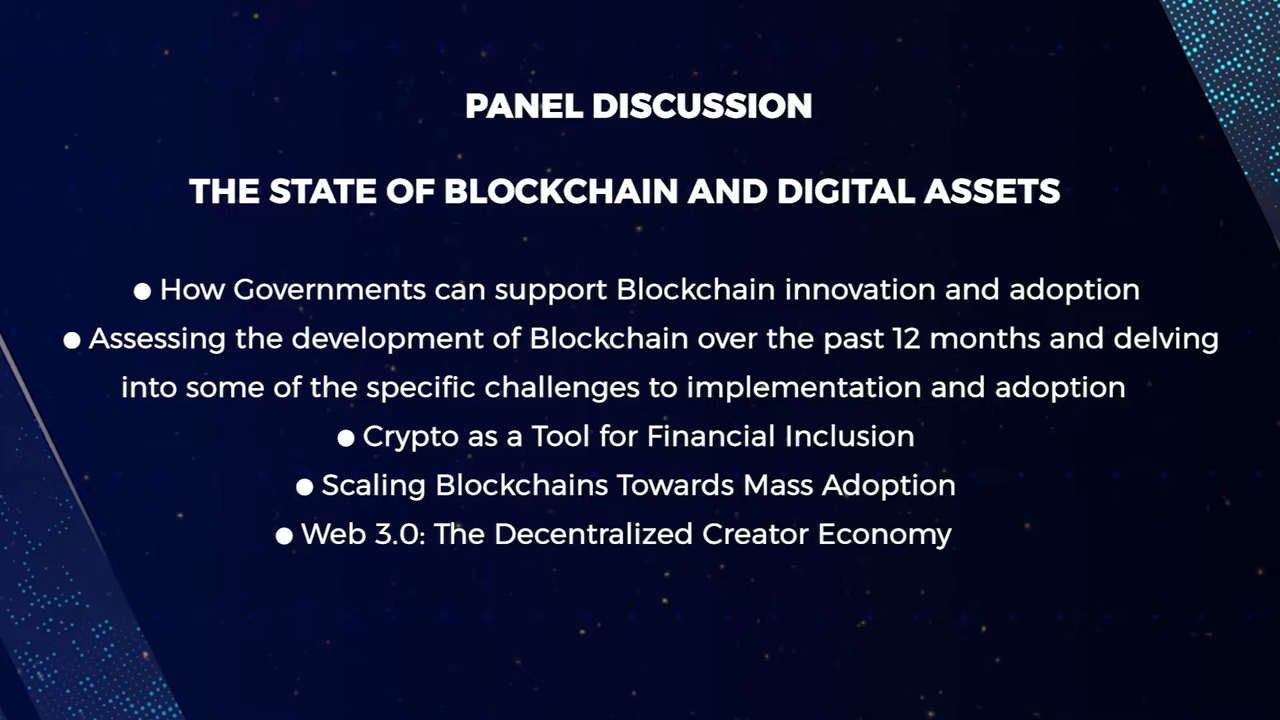 PANEL DISCUSSION
THE STATE OF BLOCKCHAIN AND DIGITAL ASSETS
● How Governments can support Blockchain innovation and adoption
● Assessing the development of Blockchain over the past 12 months and delving
into some of the specific challenges to implementation and adoption
● Crypto as a Tool for Financial Inclusion
● Scaling Blockchains Towards Mass Adoption
● Web 3.0: The Decentralized Creator Economy